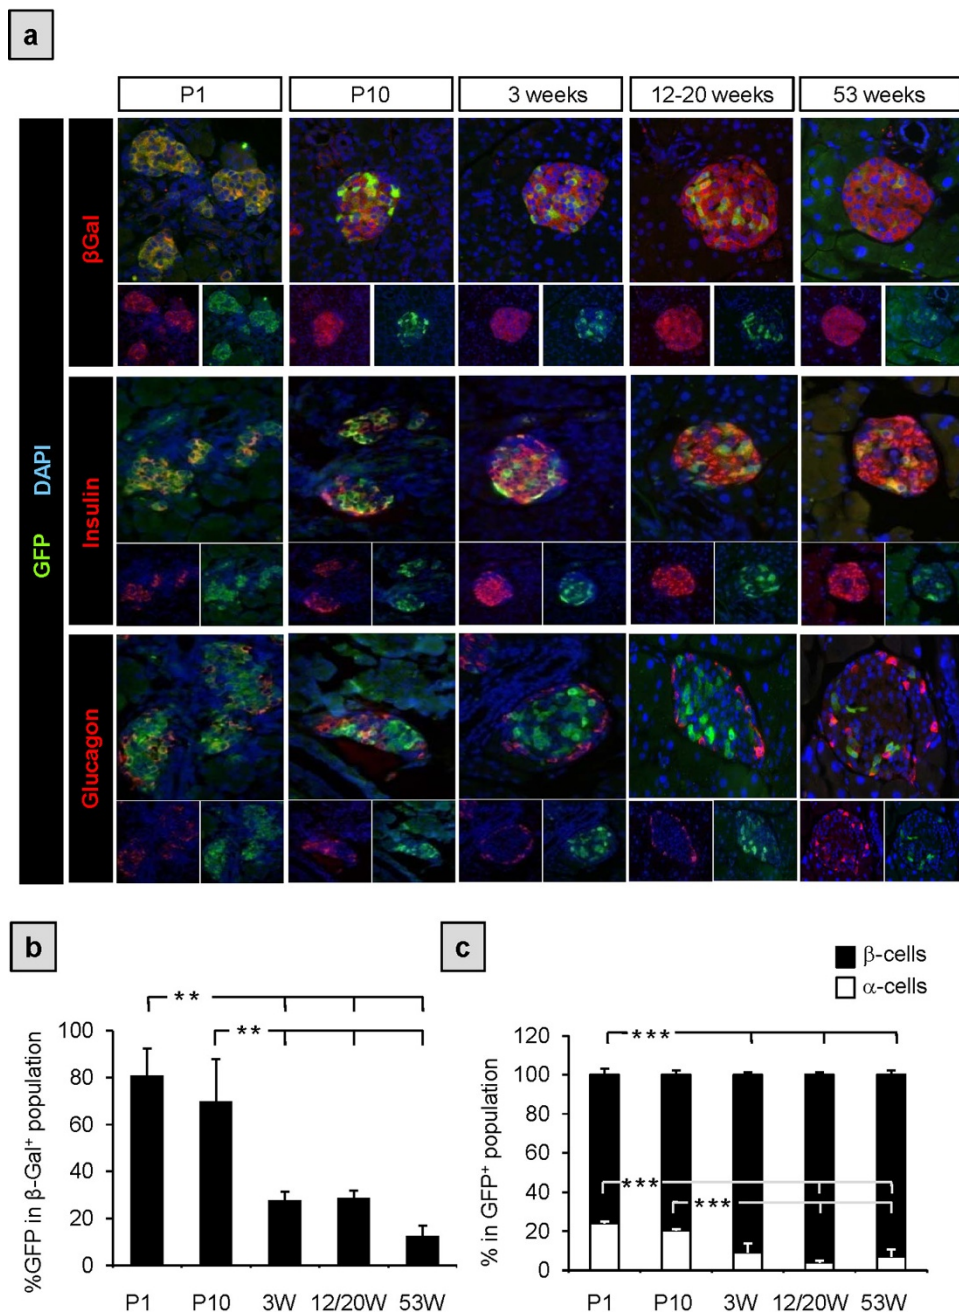 a
P1 P10 3 weeks 12-20 weeks 53 weeks
GFP DAPI
βGal
Insulin
Glucagon
b
%GFP in β-Gal⁺ population
100
80
60
40
20
0
** 
**
P1 P10 3W 12/20W 53W
c
β-cells
α-cells
% in GFP⁺ population
120
100
80
60
40
20
0
***
***
***
P1 P10 3W 12/20W 53W